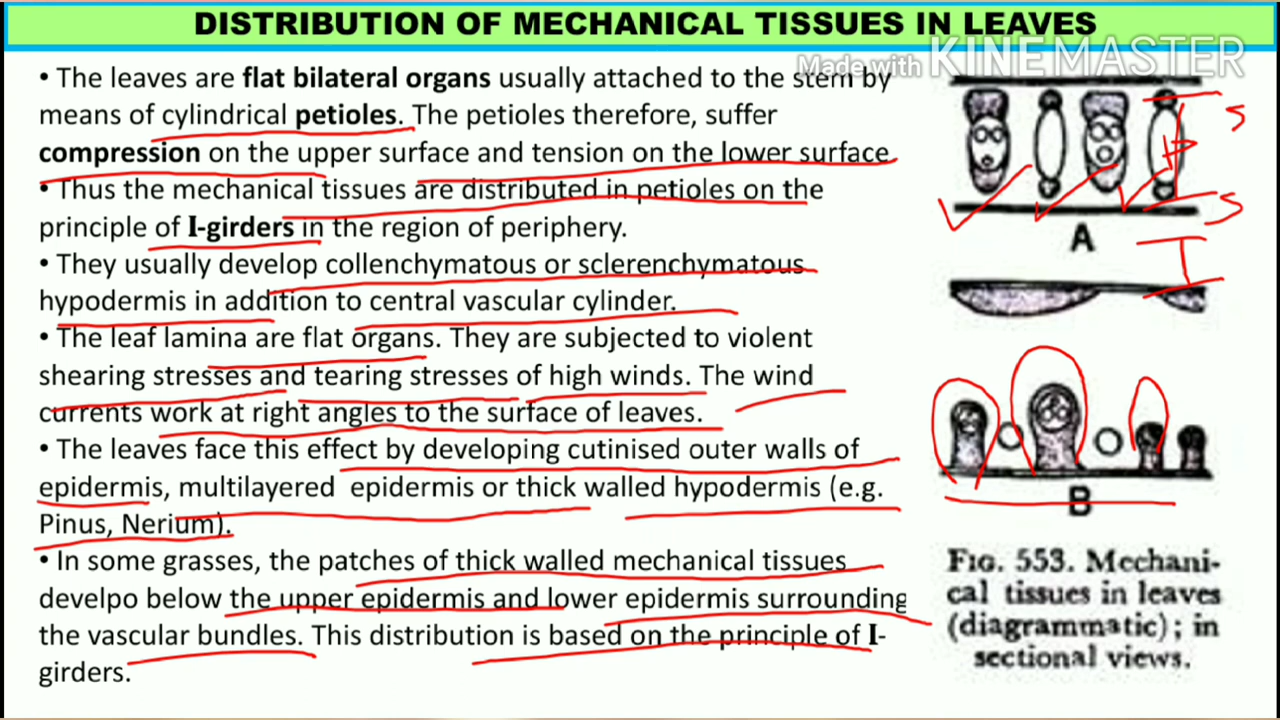 DISTRIBUTION OF MECHANICAL TISSUES IN LEAVES
Made with KINEMASTER
• The leaves are flat bilateral organs usually attached to the stem by
means of cylindrical petioles. The petioles therefore, suffer
compression on the upper surface and tension on the lower surface
• Thus the mechanical tissues are distributed in petioles on the
principle of I-girders in the region of periphery.
• They usually develop collenchymatous or sclerenchymatous
hypodermis in addition to central vascular cylinder.
• The leaf lamina are flat organs. They are subjected to violent
shearing stresses and tearing stresses of high winds. The wind
currents work at right angles to the surface of leaves.
• The leaves face this effect by developing cutinised outer walls of
epidermis, multilayered epidermis or thick walled hypodermis (e.g.
Pinus, Nerium).
• In some grasses, the patches of thick walled mechanical tissues
develpo below the upper epidermis and lower epidermis surrounding
the vascular bundles. This distribution is based on the principle of I-
girders.
S
P
S
A
I
B
FIG. 553. Mechani-
cal tissues in leaves
(diagrammatic); in
sectional views.